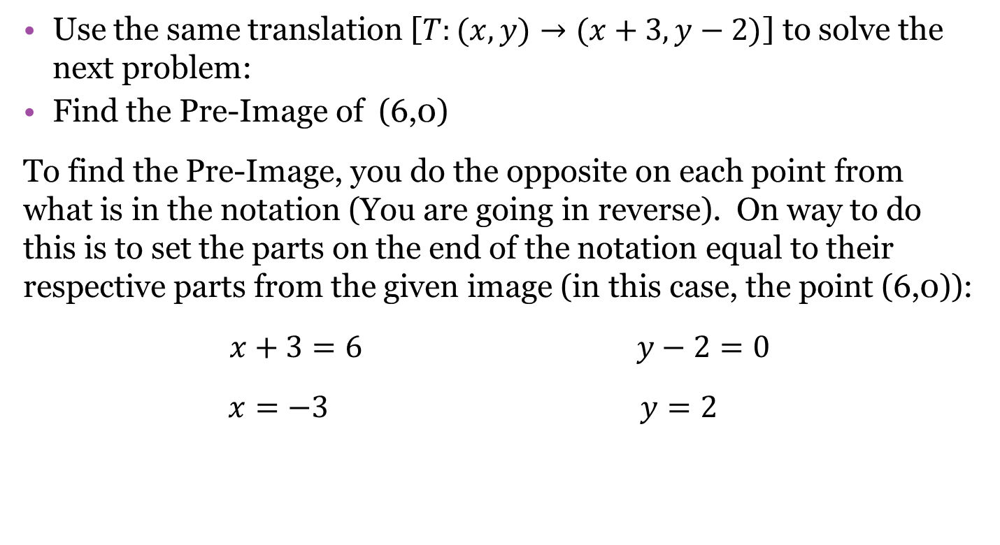 • Use the same translation [T: (x, y) → (x + 3, y − 2)] to solve the
next problem:
• Find the Pre-Image of (6,0)
To find the Pre-Image, you do the opposite on each point from
what is in the notation (You are going in reverse). On way to do
this is to set the parts on the end of the notation equal to their
respective parts from the given image (in this case, the point (6,0)):
x + 3 = 6 y − 2 = 0
x = −3 y = 2